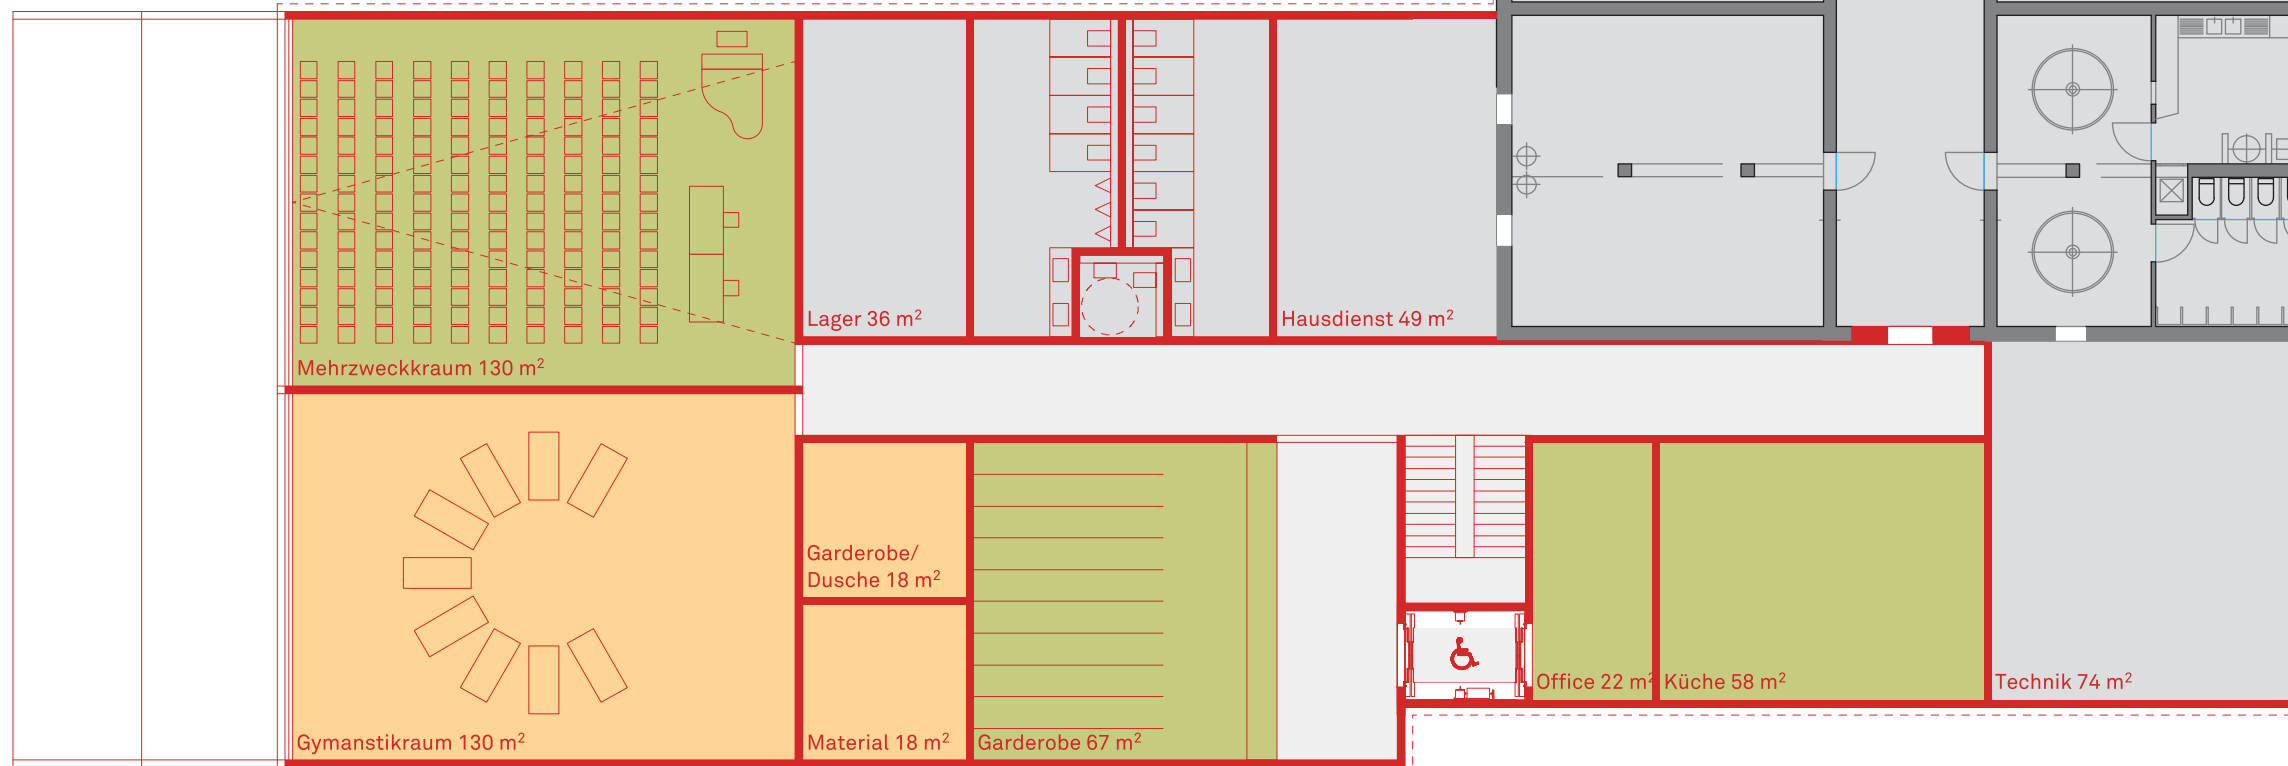 Lager 36 m²
Hausdienst 49 m²
Mehrzweckkraum 130 m²
Garderobe/
Dusche 18 m²
Office 22 m²
Küche 58 m²
Technik 74 m²
Gymanstikraum 130 m²
Material 18 m²
Garderobe 67 m²